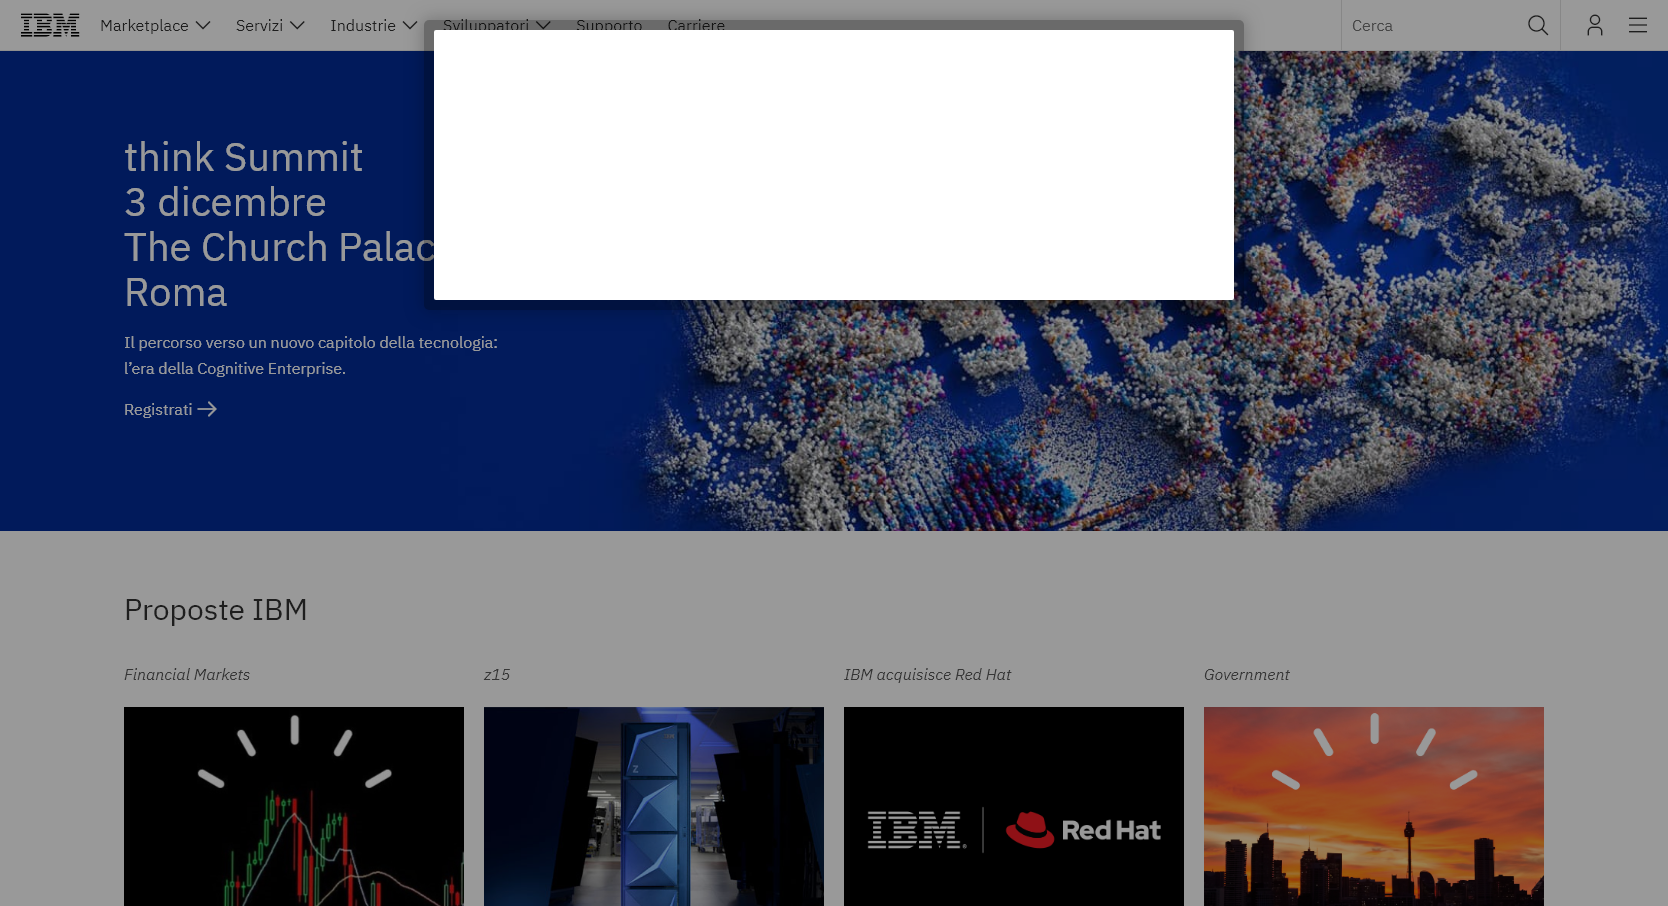 IBM Marketplace Servizi Industrie Sviluppatori Supporto Carriere Cerca
think Summit
3 dicembre
The Church Palac
Roma
Il percorso verso un nuovo capitolo della tecnologia:
l’era della Cognitive Enterprise.
Registrati
Proposte IBM
Financial Markets
z15
IBM acquisisce Red Hat
Government
Z
IBM Red Hat